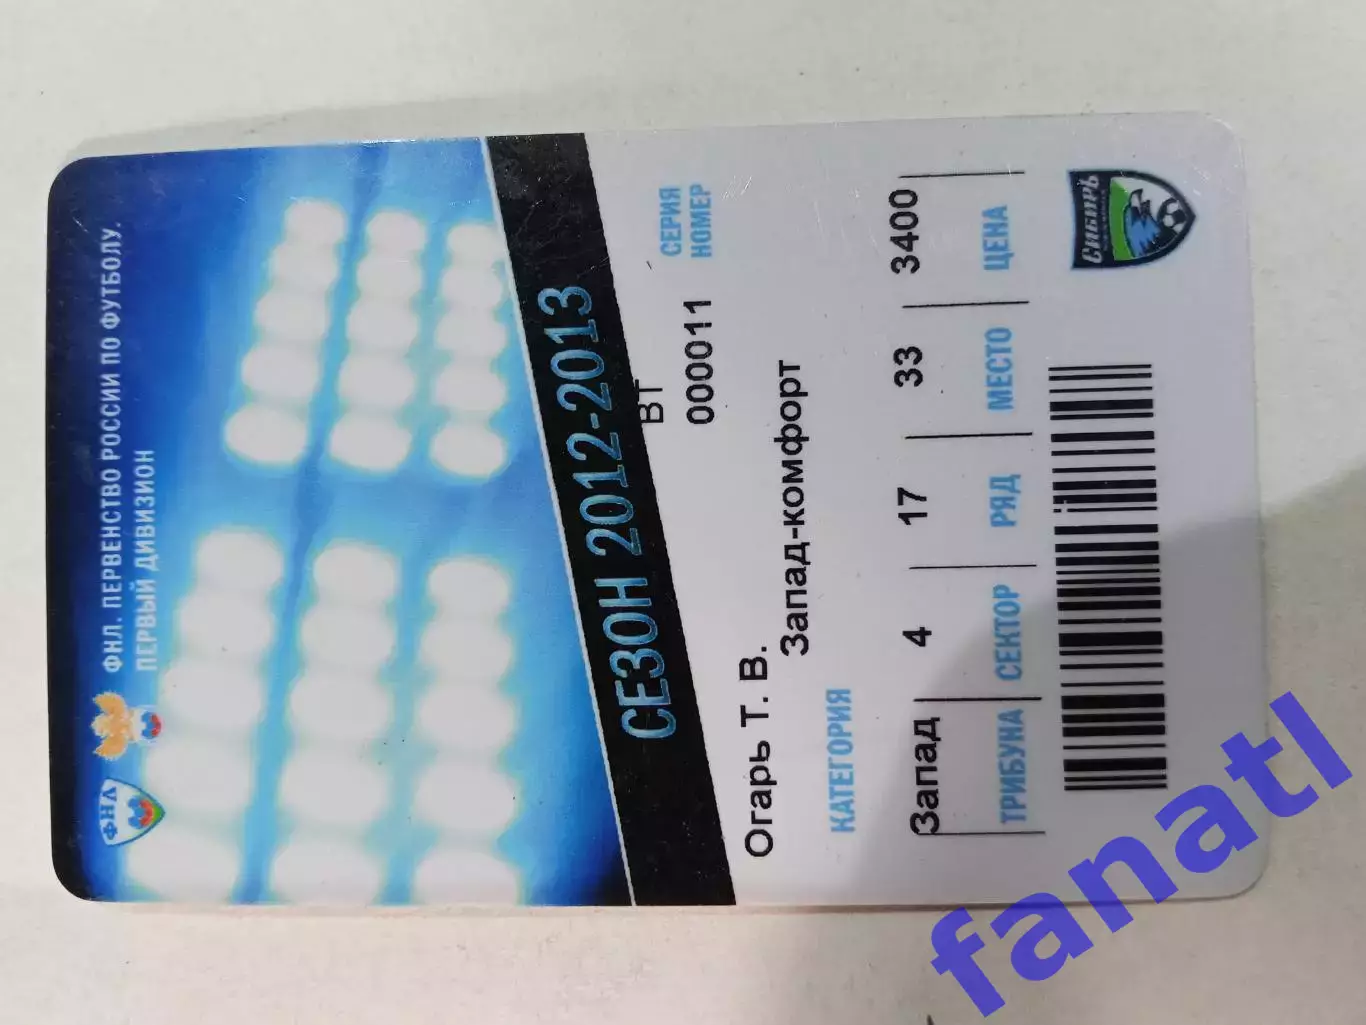 ФНЛ
ФНЛ. ПЕРВЕНСТВО РОССИИ ПО ФУТБОЛУ.
ПЕРВЫЙ ДИВИЗИОН
СЕЗОН 2012-2013
ВТ СЕРИЯ
000011 НОМЕР
Огарь Т. В.
КАТЕГОРИЯ Запад-комфорт
Запад 4 17 33 3400
ТРИБУНА СЕКТОР РЯД МЕСТО ЦЕНА
СИБИРЬ
fanatl